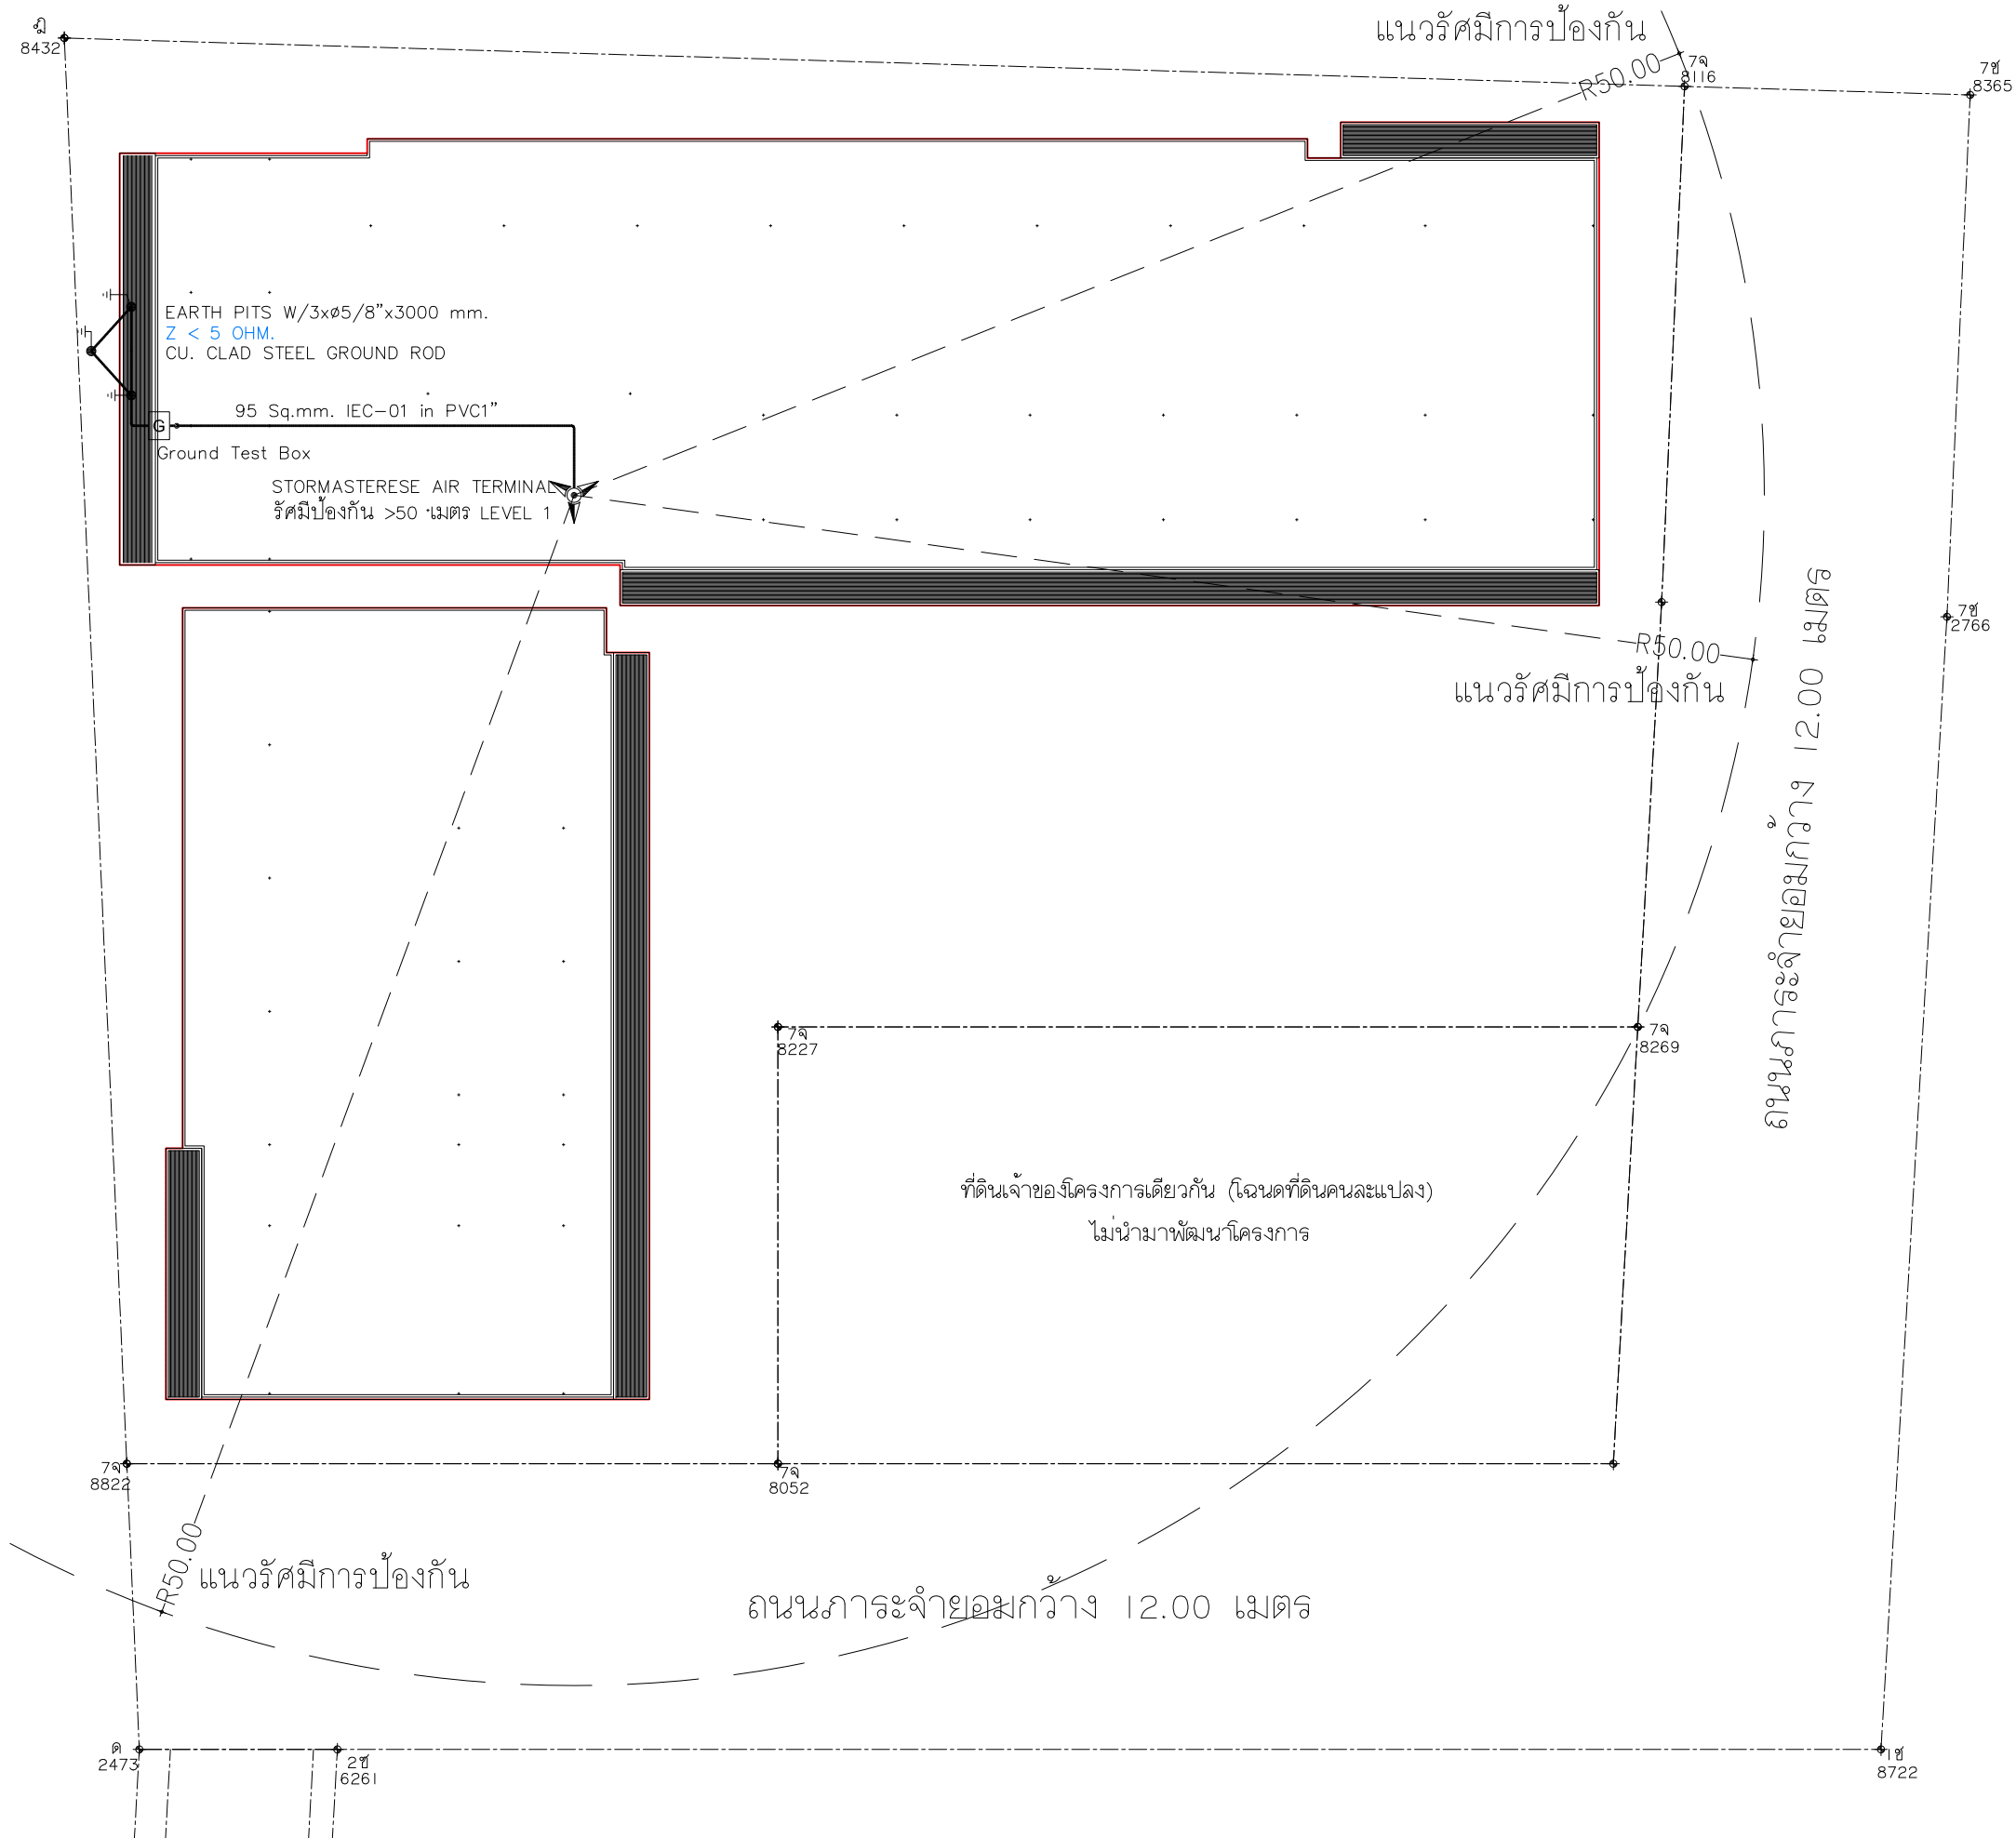 ฎ
8432
แนวรัศมีการป้องกัน
R50.00
7จ
8116
7ช
8365
EARTH PITS W/3xø5/8"x3000 mm.
Z < 5 OHM.
CU. CLAD STEEL GROUND ROD
95 Sq.mm. IEC-01 in PVC1"
G
Ground Test Box
STORMASTERESE AIR TERMINAL
รัศมีป้องกัน >50 เมตร LEVEL 1
7ช
2766
R50.00
แนวรัศมีการป้องกัน
ถนนภาระจำยอมกว้าง 12.00 เมตร
7จ
8227
7จ
8269
ที่ดินเจ้าของโครงการเดียวกัน (โฉนดที่ดินคนละแปลง)
ไม่นำมาพัฒนาโครงการ
7จ
8822
7จ
8052
R50.00
แนวรัศมีการป้องกัน
ถนนภาระจำยอมกว้าง 12.00 เมตร
ด
2473
2ช
6261
1ช
8722